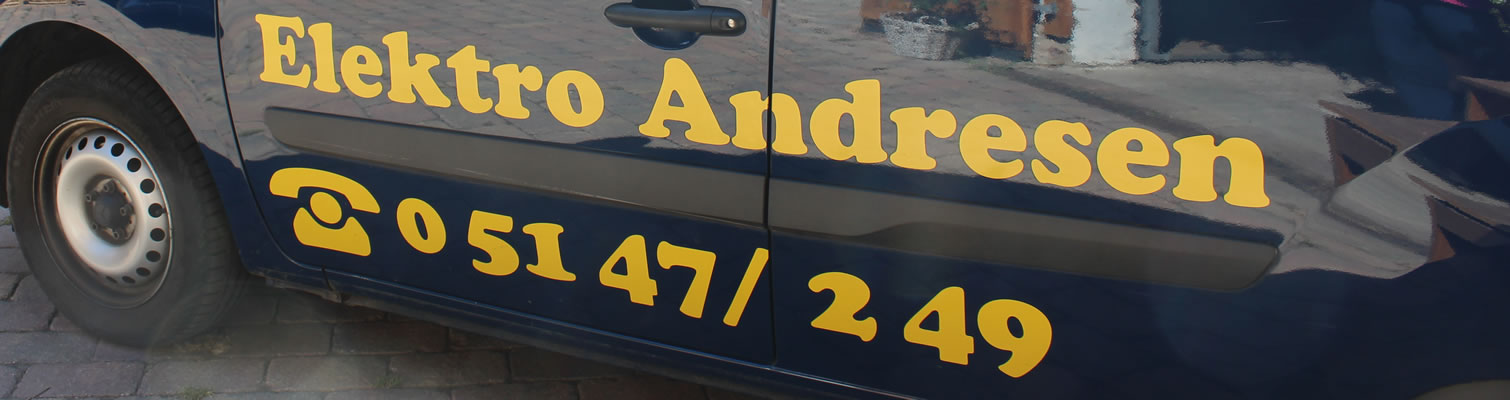 Elektro Andresen
☎ 0 51 47/ 2 49